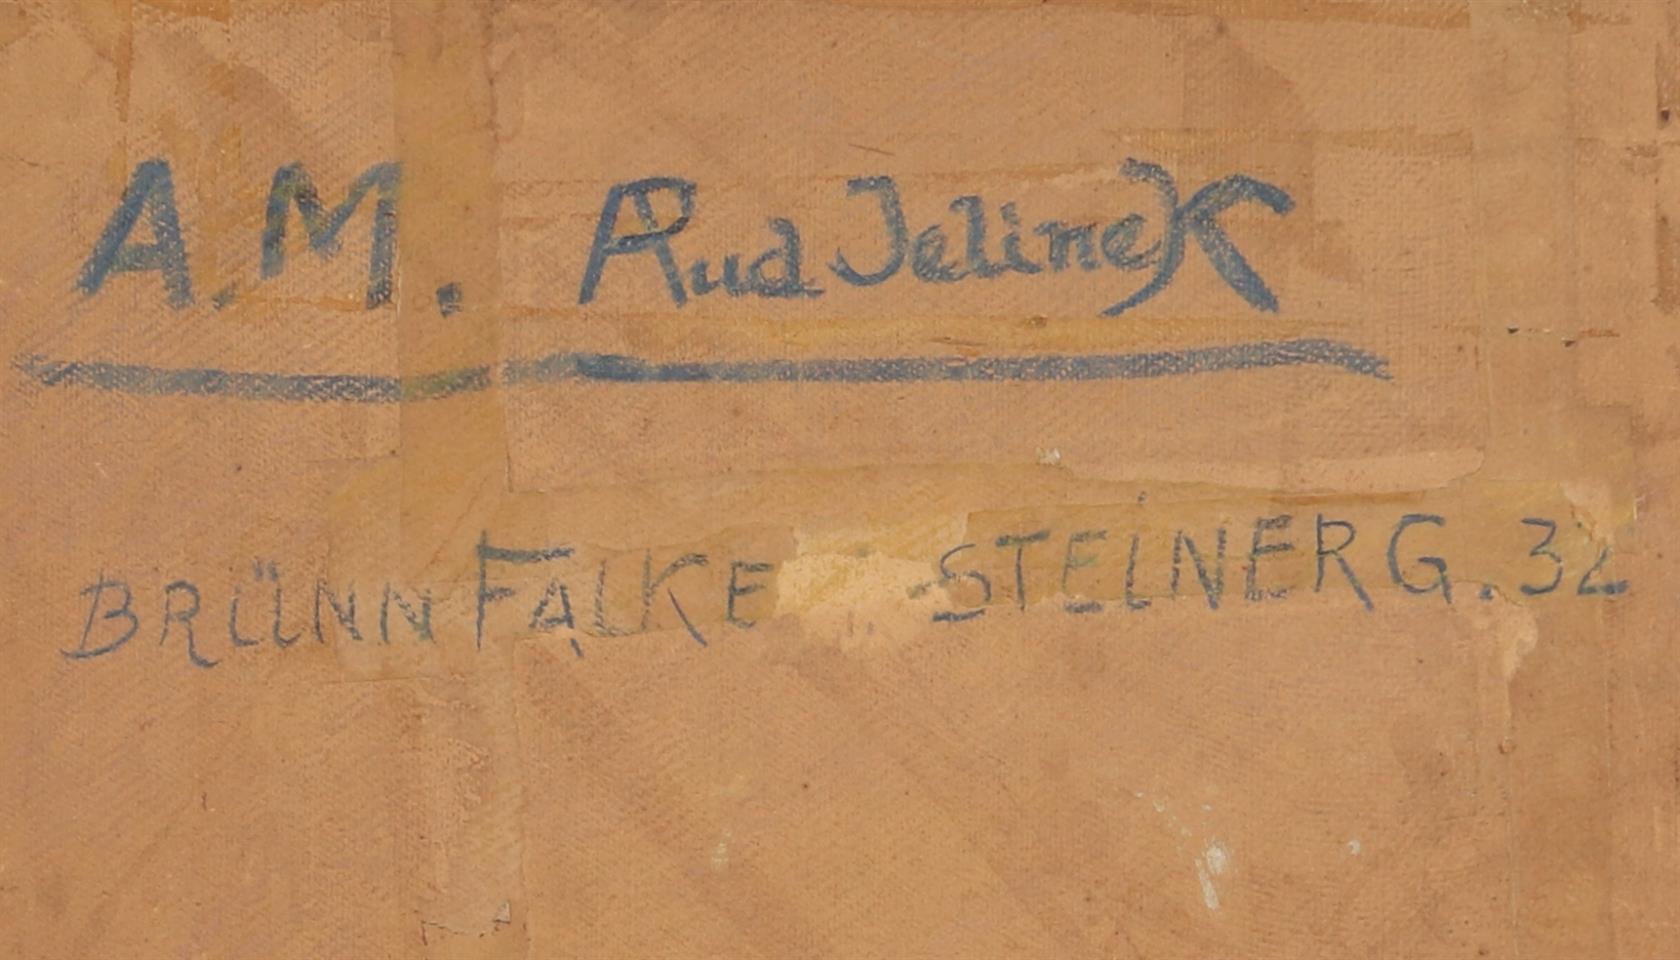 A.M. Rud Jelinek
BRÜNN FALKE STEINERG. 32